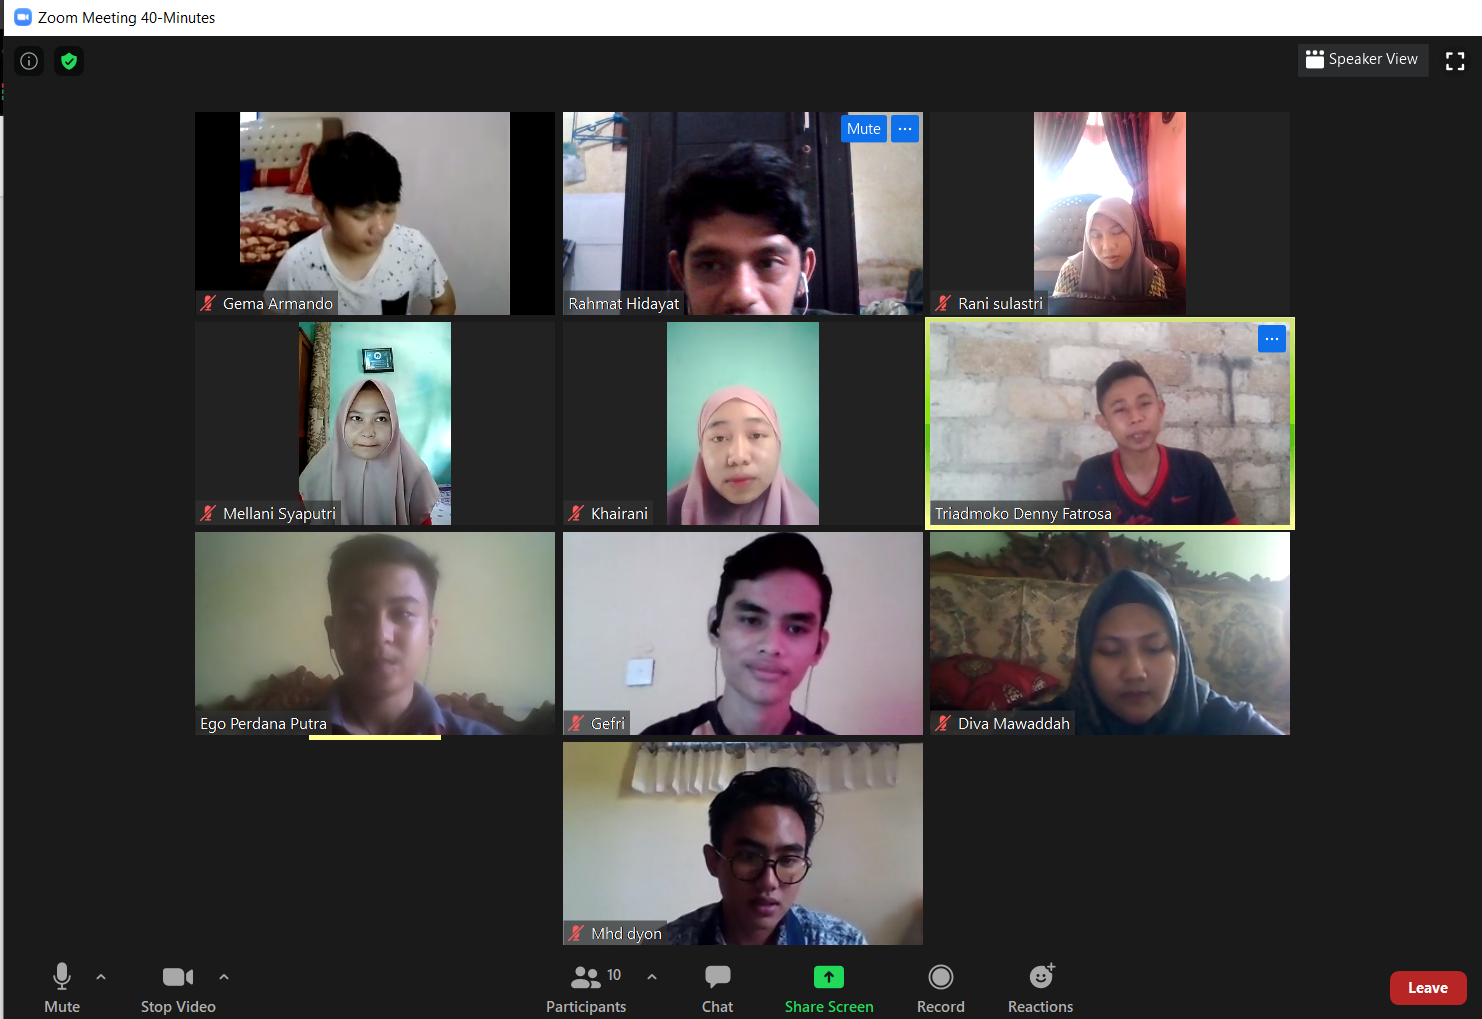 Zoom Meeting 40-Minutes
Speaker View
Mute
Gema Armando
Rahmat Hidayat
Rani sulastri
Mellani Syaputri
Khairani
Triadmoko Denny Fatrosa
Ego Perdana Putra
Gefri
Diva Mawaddah
Mhd dyon
10
Mute
Stop Video
Participants
Chat
Share Screen
Record
Reactions
Leave